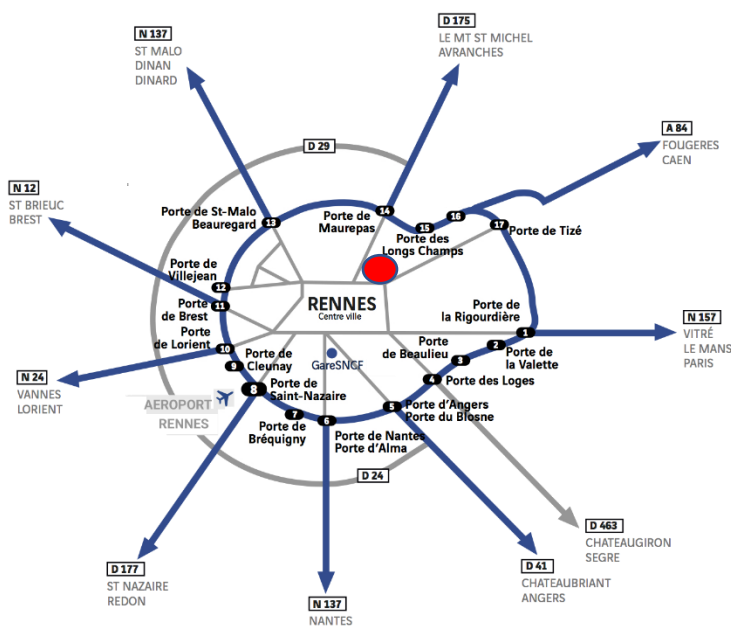 N 137
ST MALO
DINAN
DINARD
D 175
LE MT ST MICHEL
AVRANCHES
D 29
A 84
FOUGERES
CAEN
N 12
ST BRIEUC
BREST
Porte de St-Malo
Beauregard
13
Porte de
Maurepas
14
15
16
17
Porte des
Longs Champs
Porte de Tizé
Porte de
Villejean
12
11
Porte
de Brest
RENNES
Centre ville
Porte de
la Rigourdière
1
N 157
VITRÉ
LE MANS
PARIS
Porte
de Lorient
10
9
Porte de
Cleunay
GareSNGF
Porte
de Beaulieu
3
2
Porte de
la Valette
4
Porte des Loges
N 24
VANNES
LORIENT
AEROPORT
RENNES
8
Porte de
Saint-Nazaire
7
Porte de
Bréquigny
6
Porte de Nantes
Porte d'Alma
5
Porte d'Angers
Porte du Blosne
D 24
D 463
CHATEAUGIRON
SEGRE
D 177
ST NAZAIRE
REDON
D 41
CHATEAUBRIANT
ANGERS
N 137
NANTES